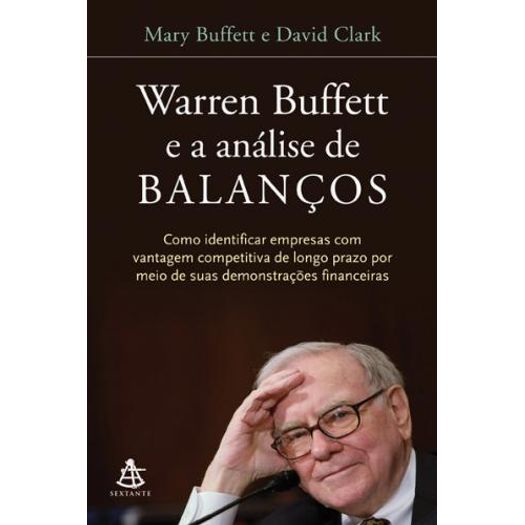 Mary Buffett e David Clark
Warren Buffett
e a análise de
BALANÇOS
Como identificar empresas com
vantagem competitiva de longo prazo por
meio de suas demonstrações financeiras
SEXTANTE